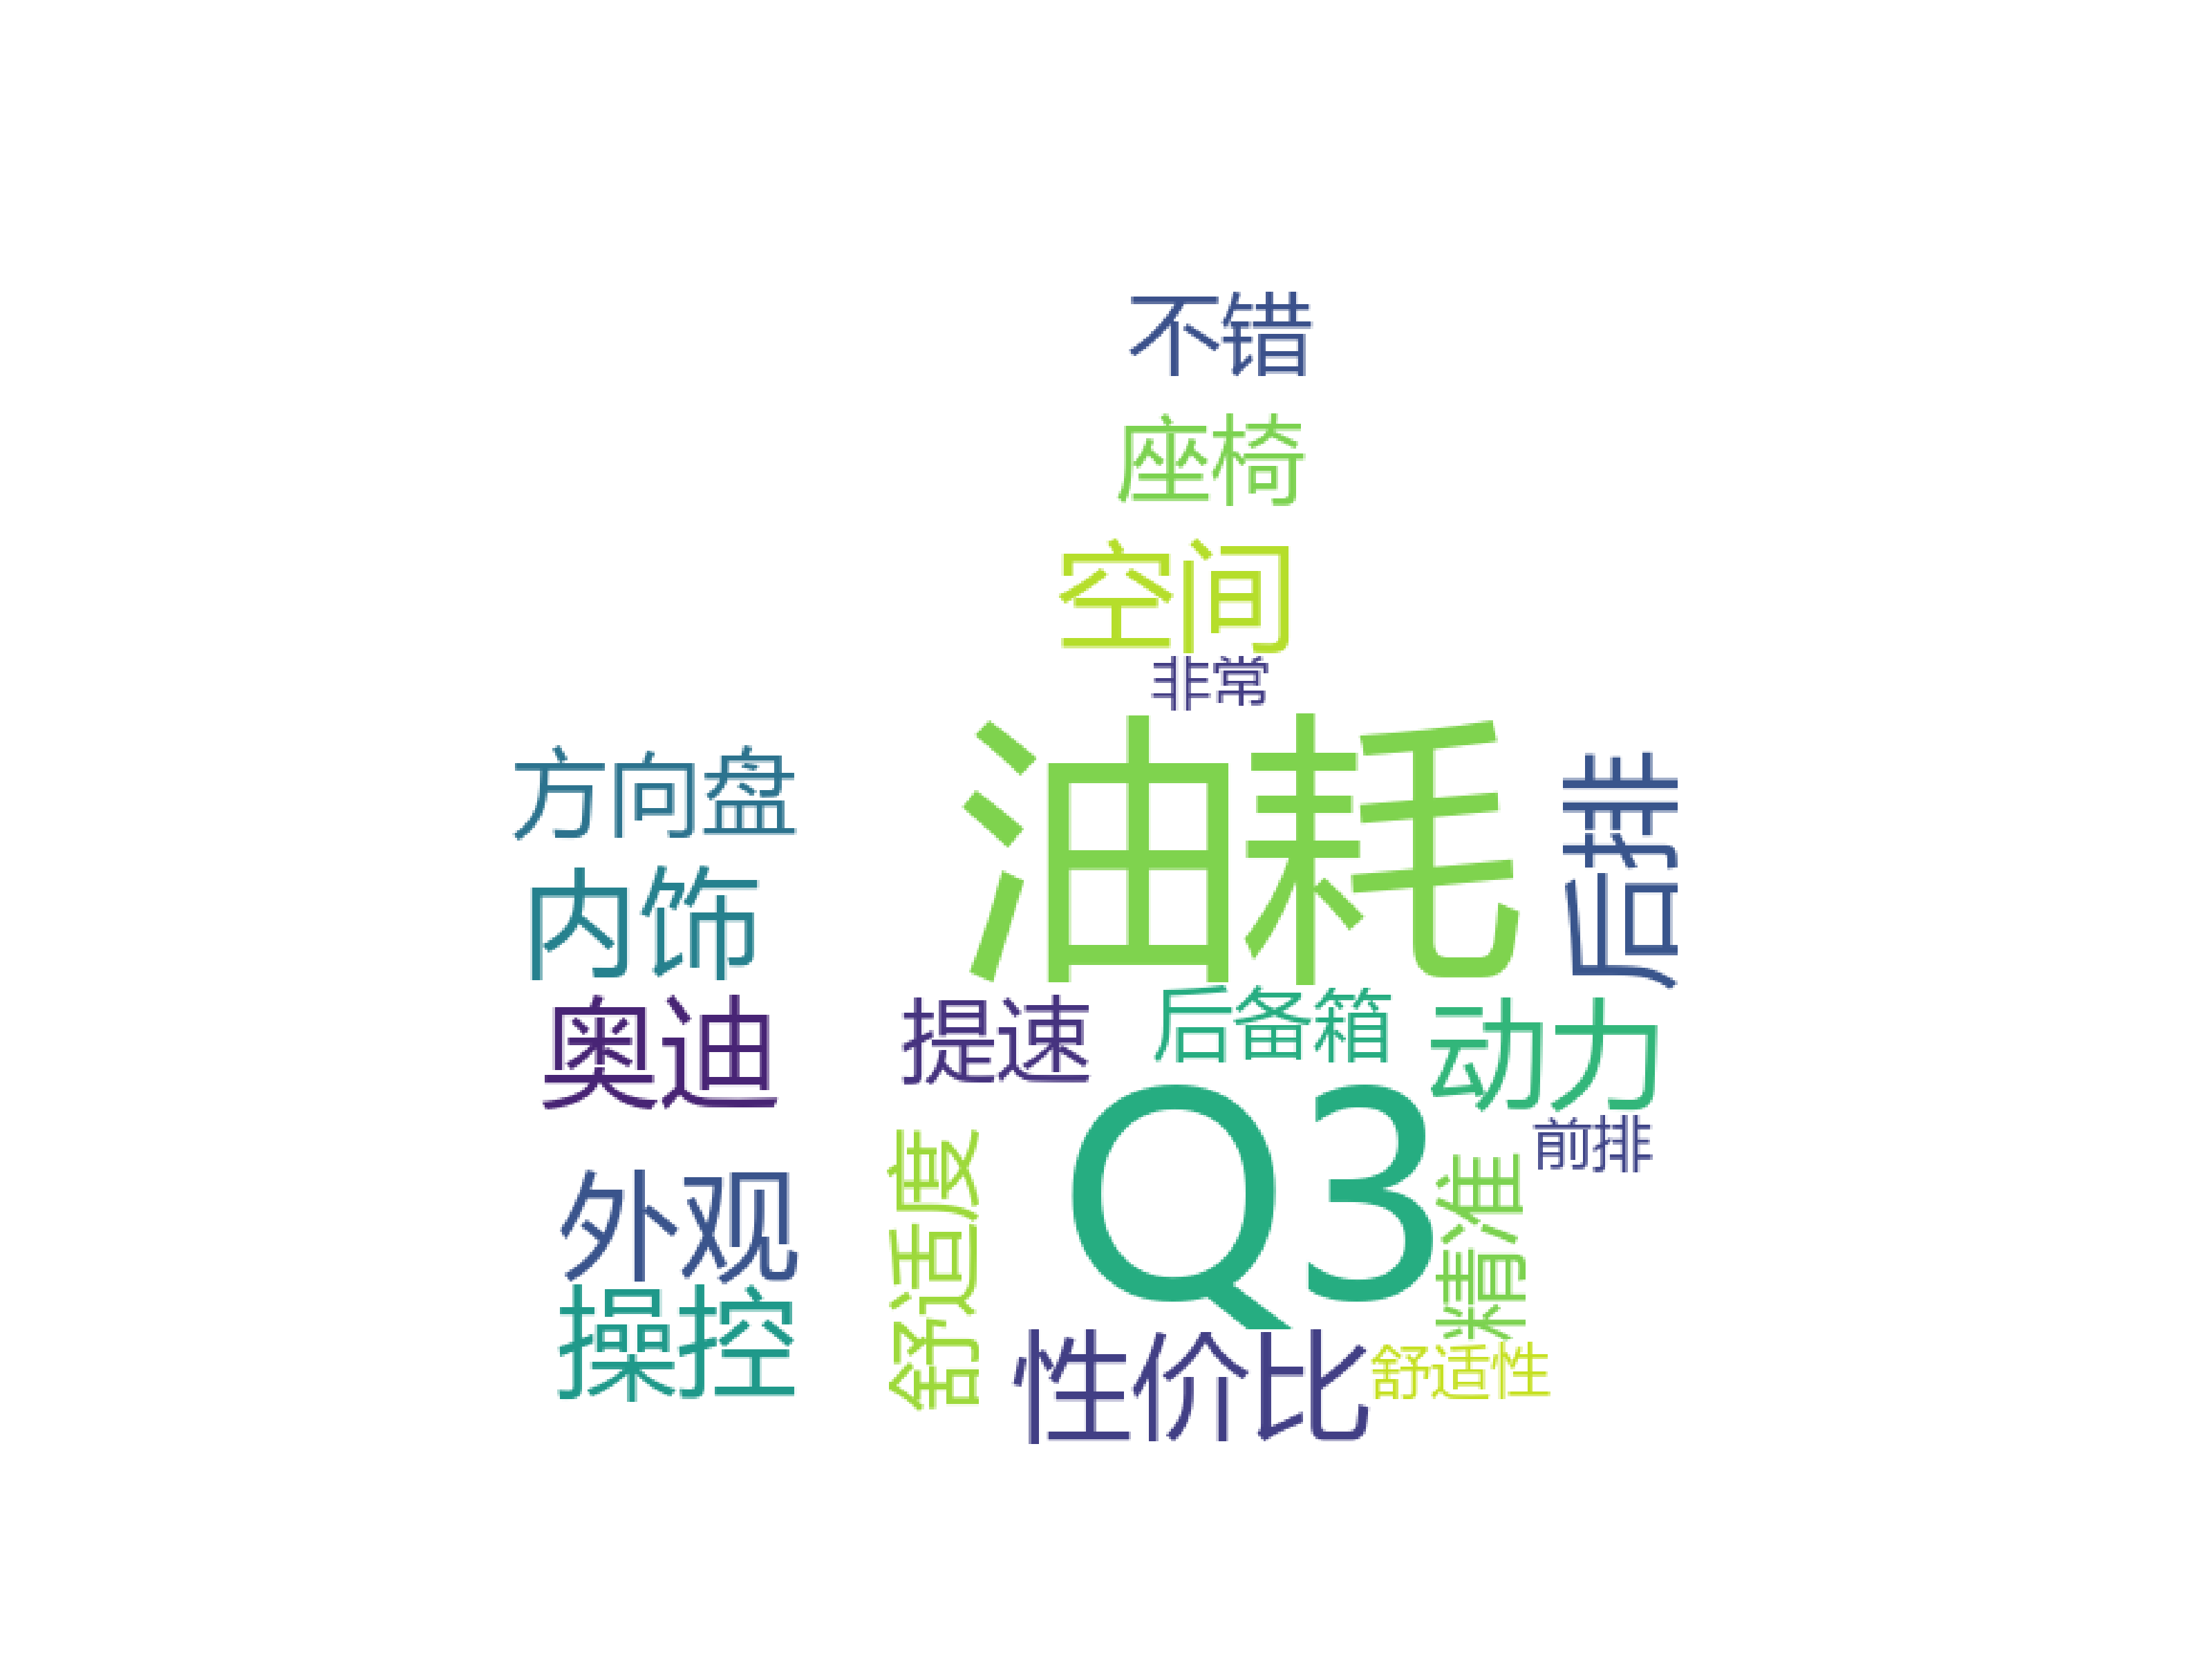 不错
座椅
空间
非常
油耗
方向盘
后排
内饰
奥迪
提速
后备箱
动力
Q3
前排
舒适度
精准
外观
操控
性价比
舒适性